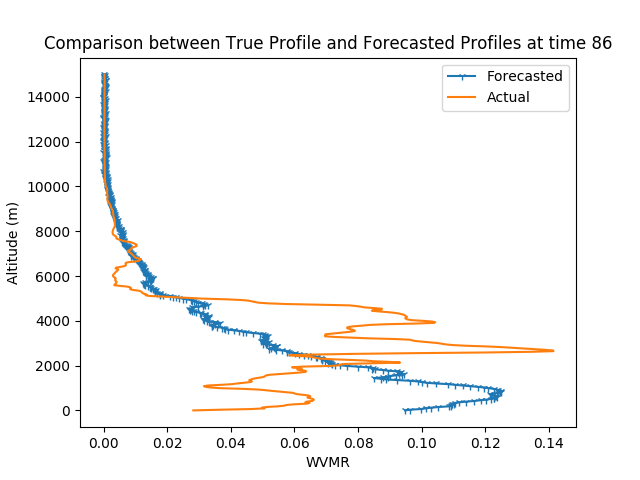 Comparison between True Profile and Forecasted Profiles at time 86
Forecasted
Actual
14000
12000
10000
8000
6000
4000
2000
0
Altitude (m)
0.00 0.02 0.04 0.06 0.08 0.10 0.12 0.14
WVMR